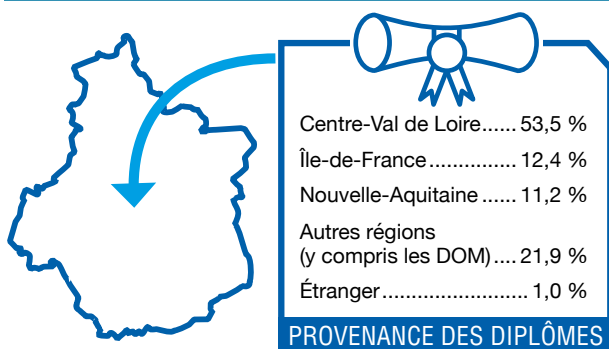 Centre-Val de Loire...... 53,5 %
Île-de-France............... 12,4 %
Nouvelle-Aquitaine...... 11,2 %
Autres régions
(y compris les DOM).... 21,9 %
Étranger.......................... 1,0 %
PROVENANCE DES DIPLÔMES